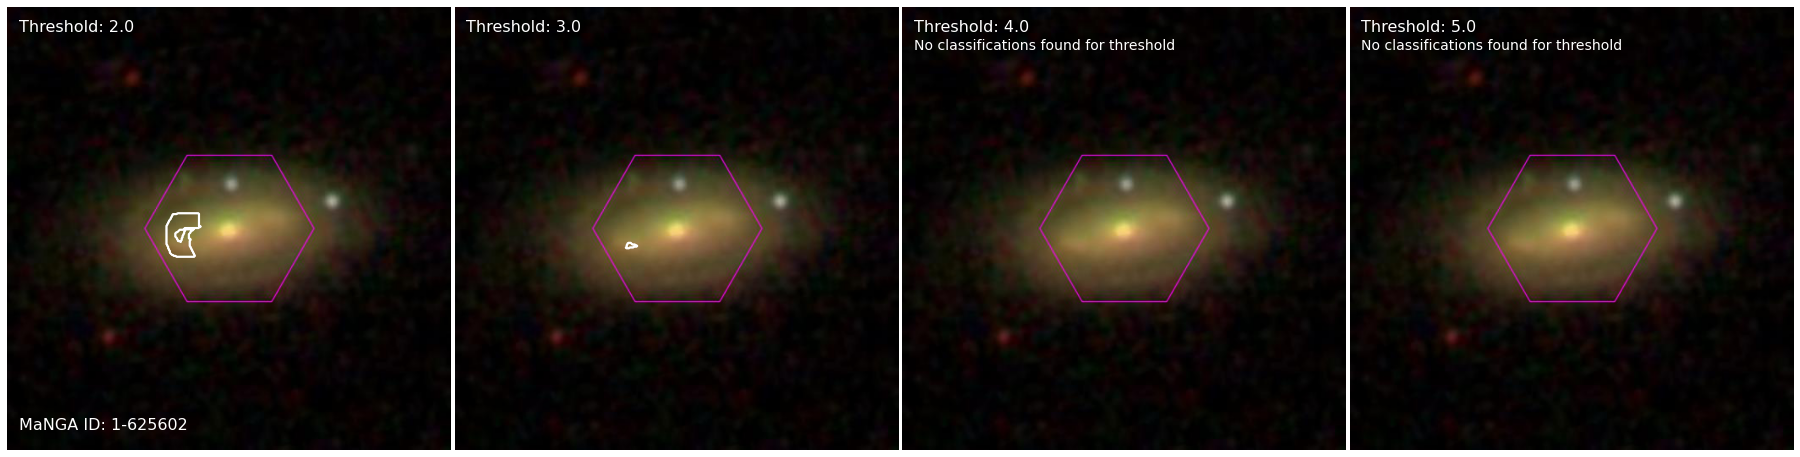 Threshold: 2.0
MaNGA ID: 1-625602
Threshold: 3.0
Threshold: 4.0
No classifications found for threshold
Threshold: 5.0
No classifications found for threshold